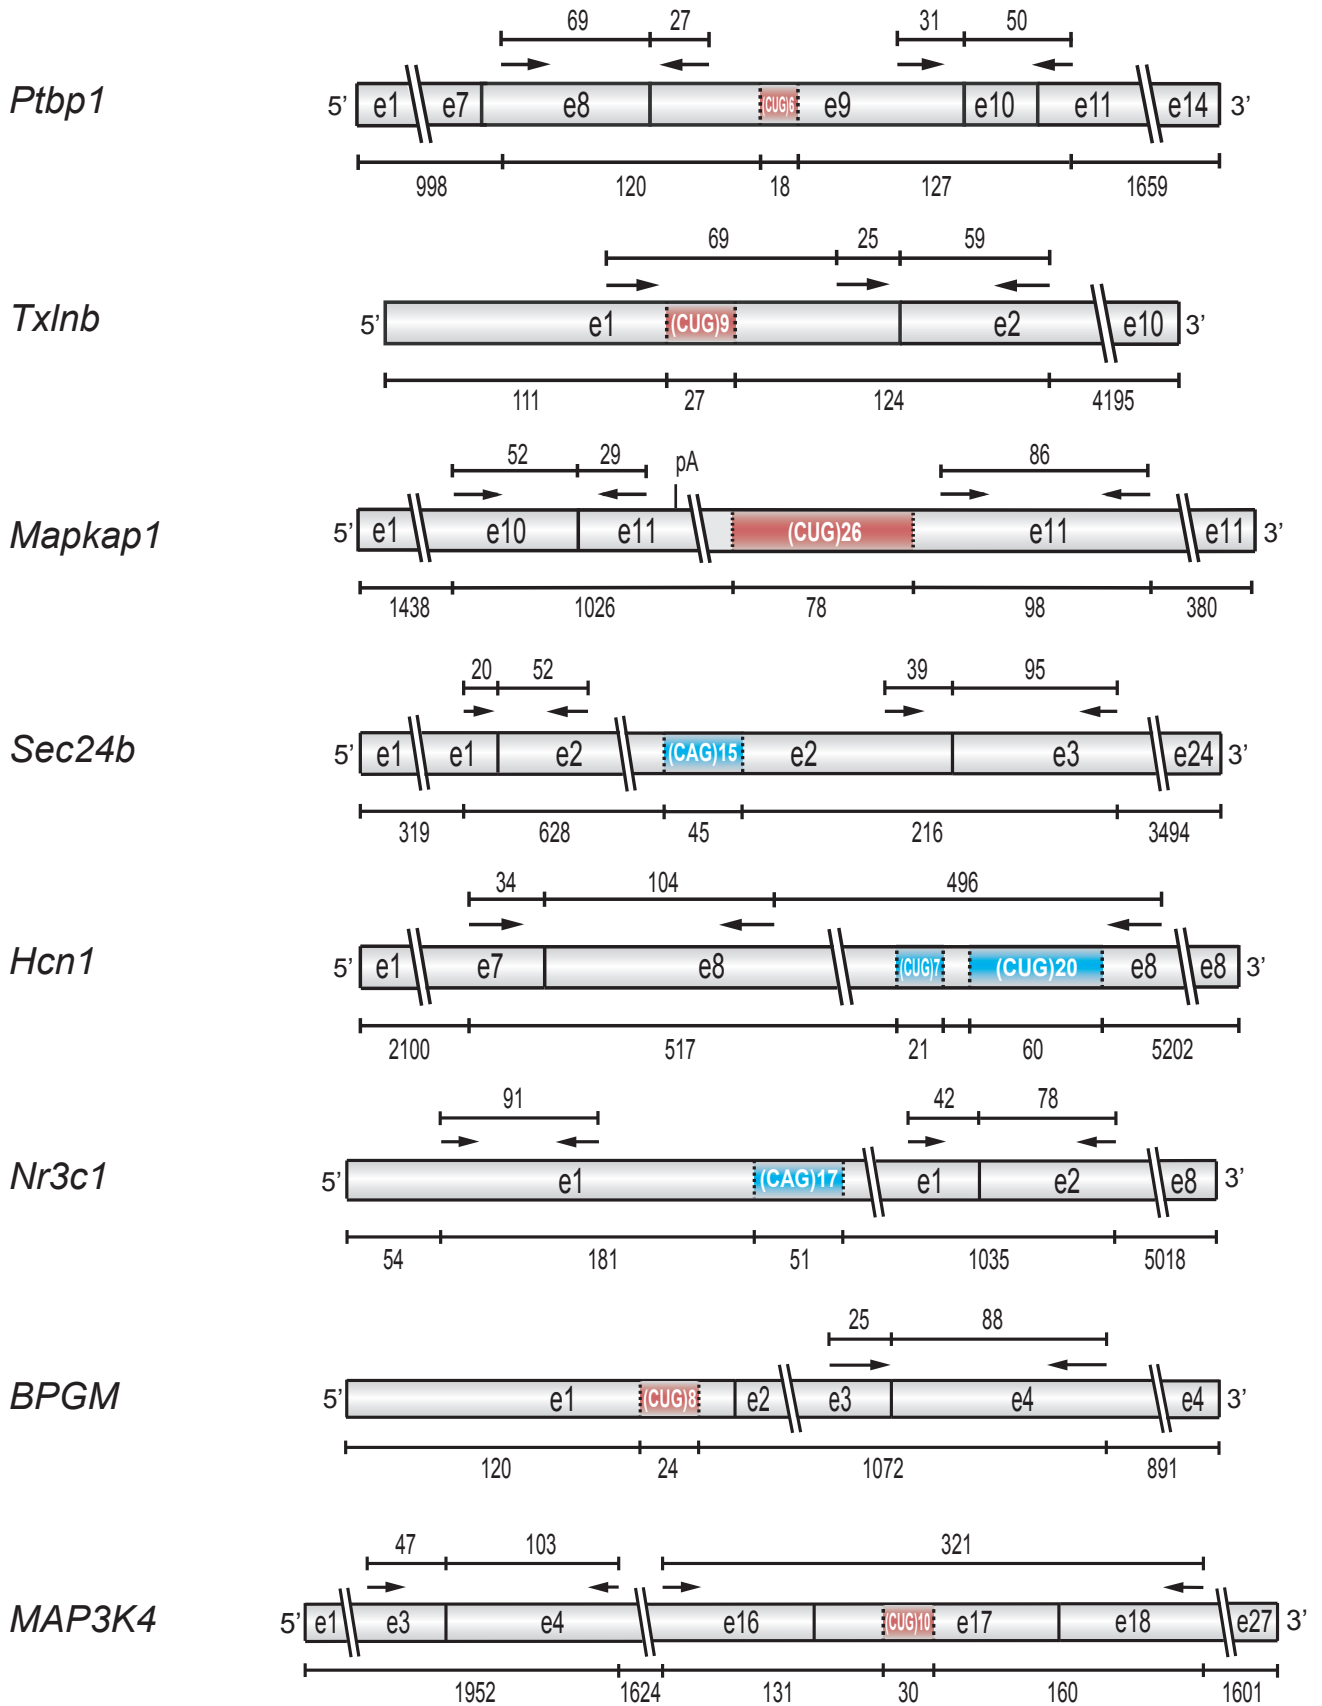 69 27 31 50
Ptbp1 5’ e1 e7 e8 (CUG)6 e9 e10 e11 e14 3’
998 120 18 127 1659
69 25 59
Txlnb 5’ e1 (CUG)9 e2 e10 3’
111 27 124 4195
52 29 pA 86
Mapkap1 5’ e1 e10 e11 (CUG)26 e11 e11 3’
1438 1026 78 98 380
20 52 39 95
Sec24b 5’ e1 e1 e2 (CAG)15 e2 e3 e24 3’
319 628 45 216 3494
34 104 496
Hcn1 5’ e1 e7 e8 (CUG)7 (CUG)20 e8 e8 3’
2100 517 21 60 5202
91 42 78
Nr3c1 5’ e1 (CAG)17 e1 e2 e8 3’
54 181 51 1035 5018
25 88
BPGM 5’ e1 (CUG)8 e2 e3 e4 e4 3’
120 24 1072 891
47 103 321
MAP3K4 5’ e1 e3 e4 e16 (CUG)10 e17 e18 e27 3’
1952 1624 131 30 160 1601